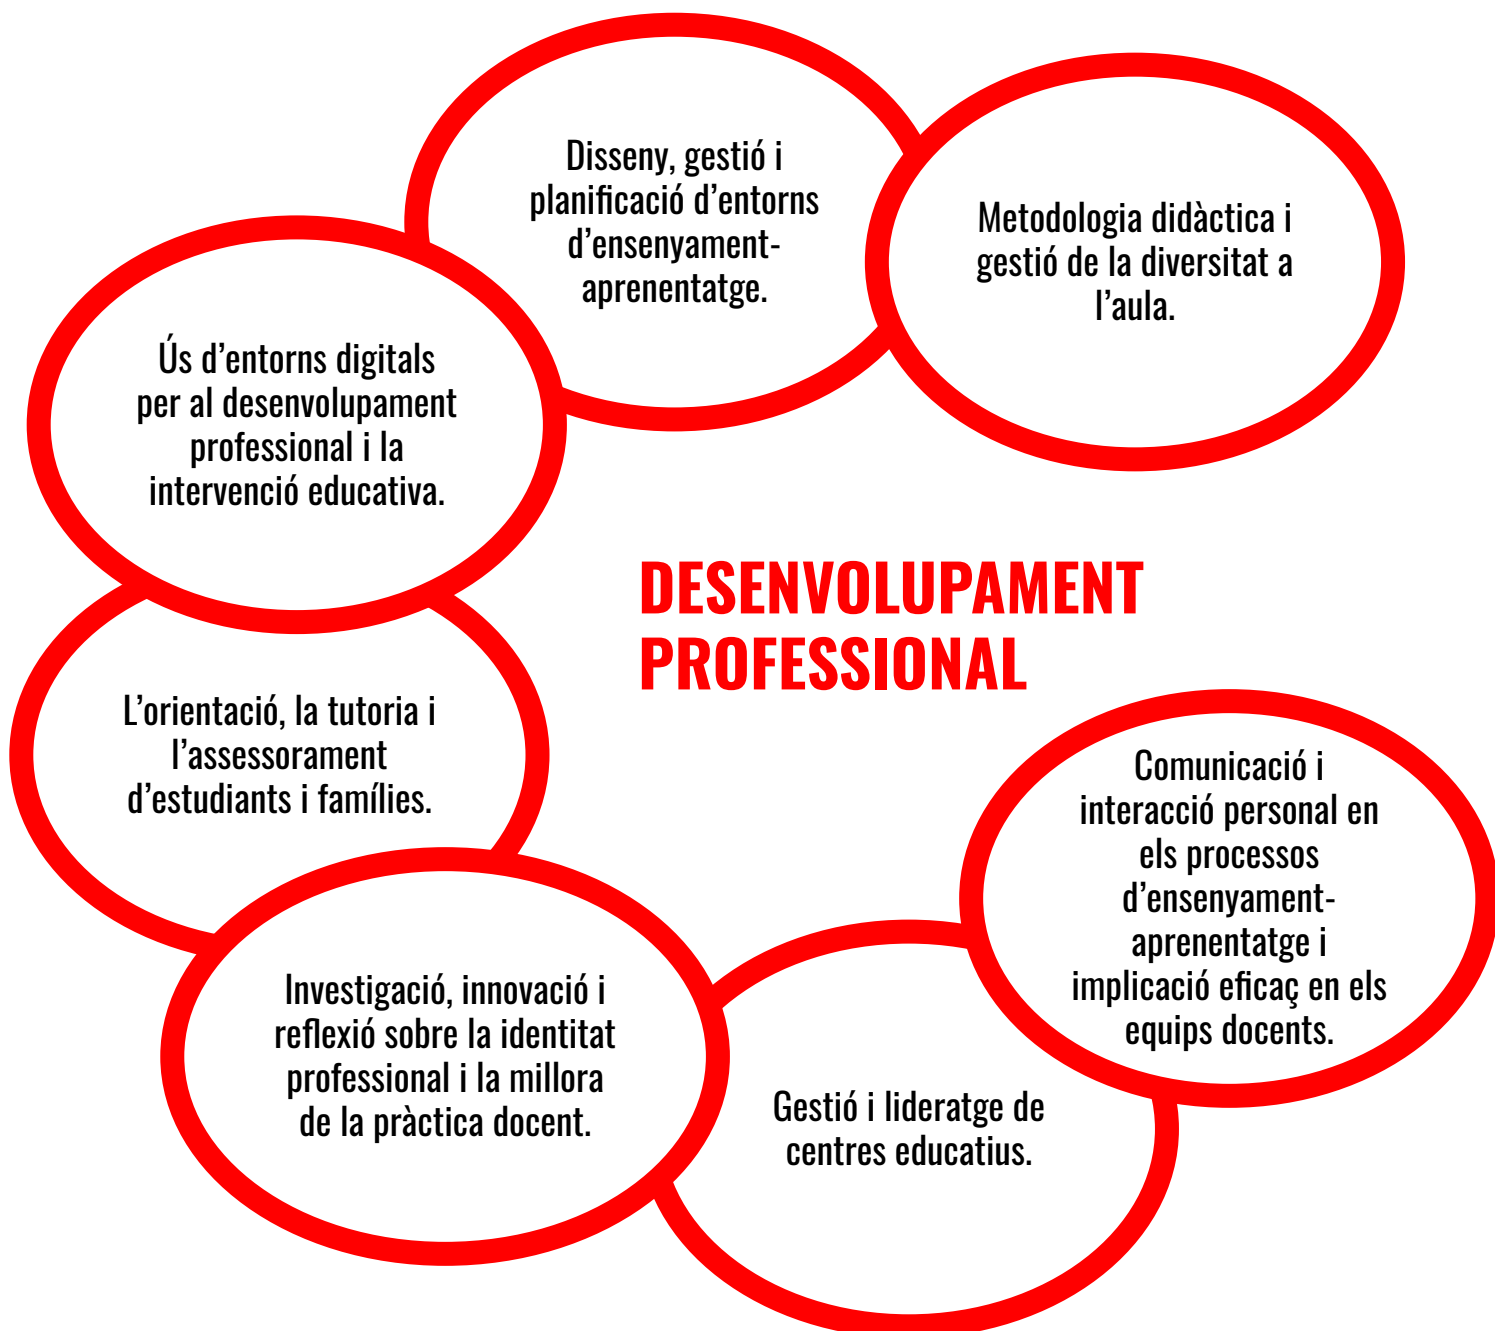 Disseny, gestió i
planificació d’entorns
d’ensenyament-
aprenentatge.
Metodologia didàctica i
gestió de la diversitat a
l’aula.
Ús d’entorns digitals
per al desenvolupament
professional i la
intervenció educativa.
DESENVOLUPAMENT
PROFESSIONAL
L’orientació, la tutoria i
l’assessorament
d’estudiants i famílies.
Comunicació i
interacció personal en
els processos
d’ensenyament-
aprenentatge i
implicació eficaç en els
equips docents.
Investigació, innovació i
reflexió sobre la identitat
professional i la millora
de la pràctica docent.
Gestió i lideratge de
centres educatius.